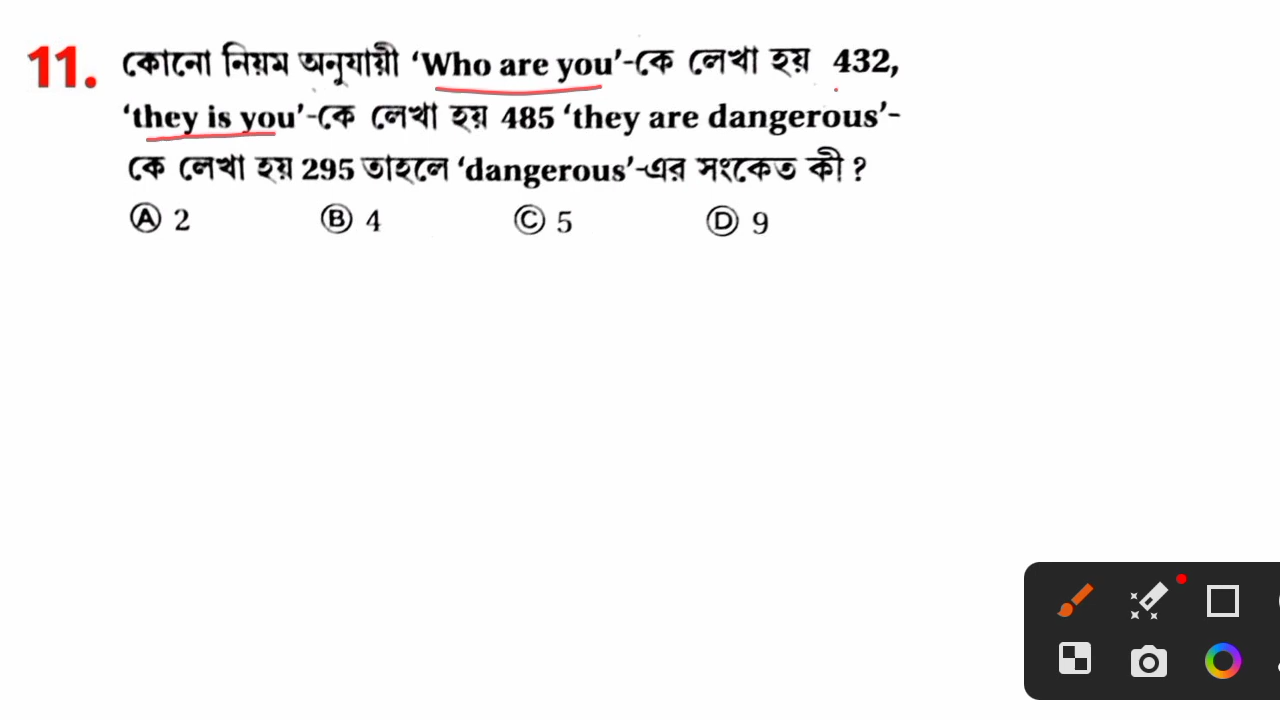 11. কোনো নিয়ম অনুযায়ী ‘Who are you’-কে লেখা হয় 432,
‘they is you’-কে লেখা হয় 485 ‘they are dangerous’-
কে লেখা হয় 295 তাহলে ‘dangerous’-এর সংকেত কী ?
Ⓐ 2 Ⓑ 4 Ⓒ 5 Ⓓ 9